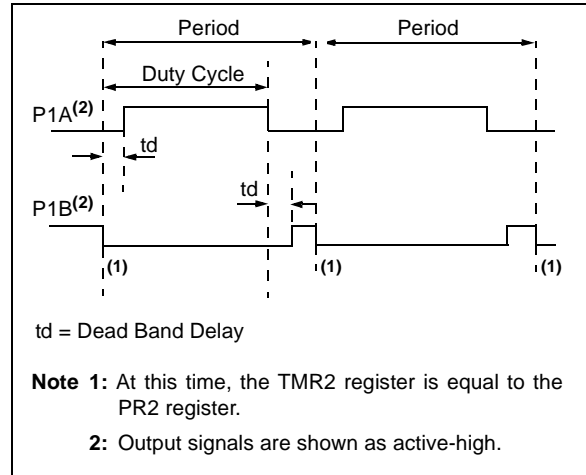 Period
Period
Duty Cycle
P1A(2)
td
td
P1B(2)
(1)
(1)
(1)
td = Dead Band Delay
Note 1: At this time, the TMR2 register is equal to the
PR2 register.
2: Output signals are shown as active-high.